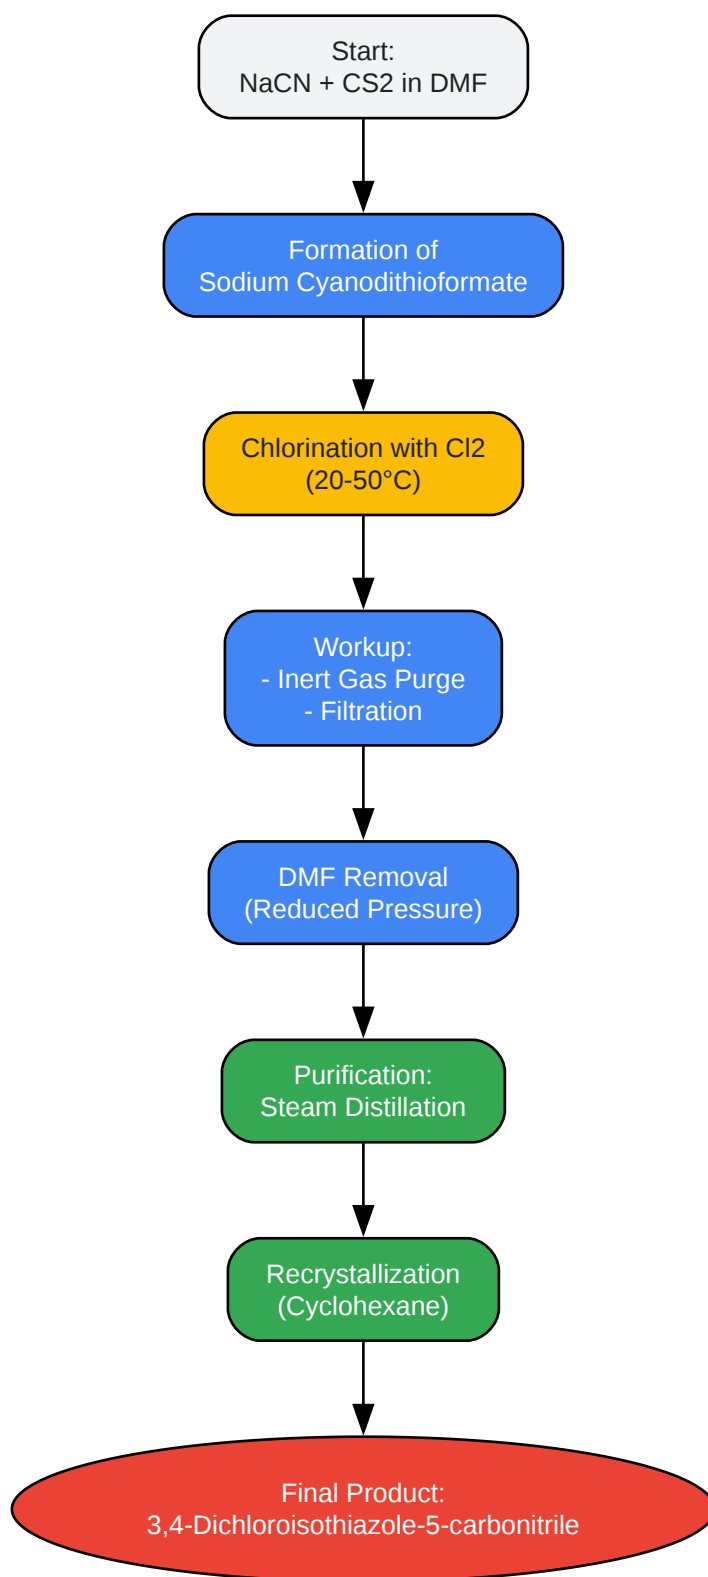 Start:
NaCN + CS2 in DMF
Formation of
Sodium Cyanodithioformate
Chlorination with Cl2
(20-50°C)
Workup:
- Inert Gas Purge
- Filtration
DMF Removal
(Reduced Pressure)
Purification:
Steam Distillation
Recrystallization
(Cyclohexane)
Final Product:
3,4-Dichloroisothiazole-5-carbonitrile